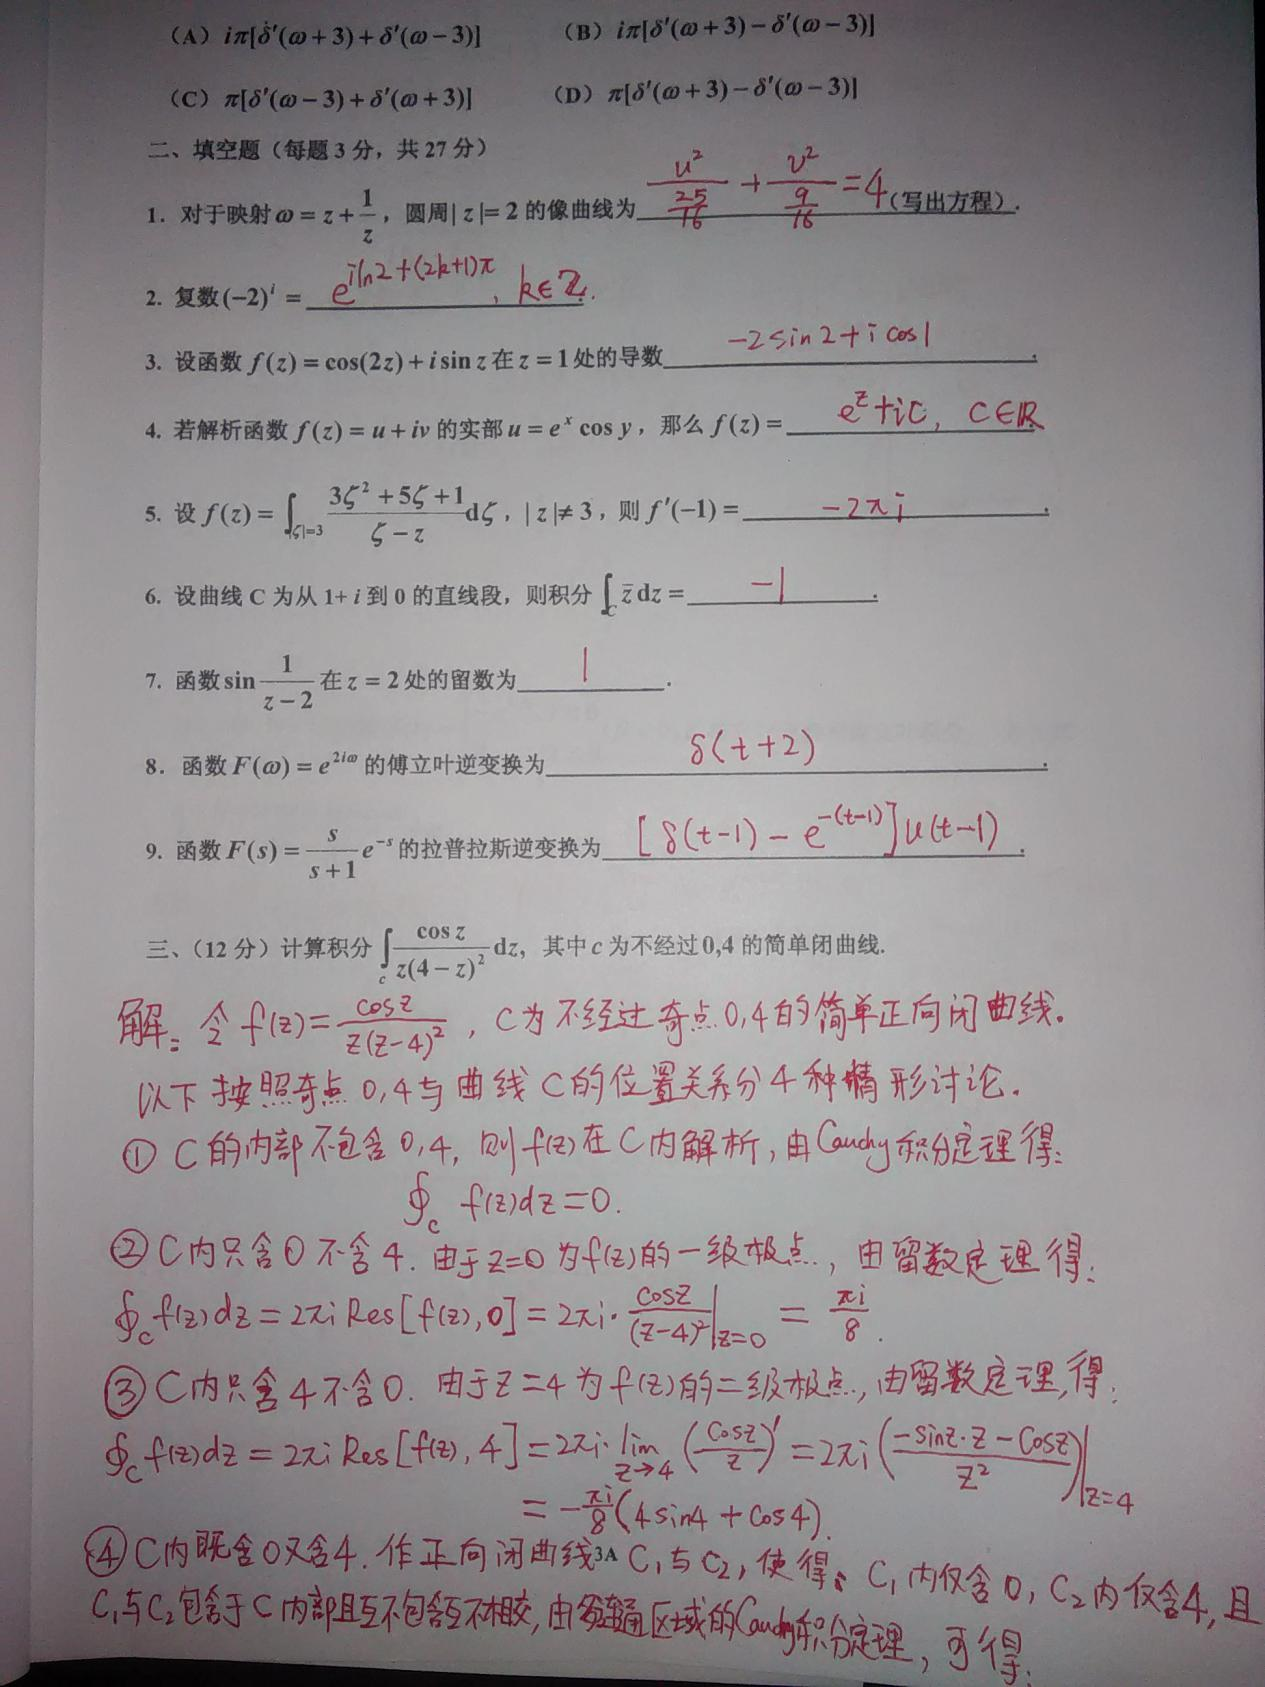 (A) iπ[δ′(ω+3)+δ′(ω−3)] (B) iπ[δ′(ω+3)−δ′(ω−3)]
(C) π[δ′(ω−3)+δ′(ω+3)] (D) π[δ′(ω+3)−δ′(ω−3)]
二、填空题(每题3分,共27分)
1. 对于映射ω=z+1/z,圆周|z|=2的像曲线为 u²/(25/16)+v²/(9/16)=4 (写出方程).
2. 复数(−2)^i = e^{iln2+(2k+1)π}, k∈Z.
3. 设函数 f(z)=cos(2z)+i sin z 在 z=1处的导数 −2sin2+i cos1 .
4. 若解析函数 f(z)=u+iv 的实部 u=e^x cos y,那么 f(z)= e^z+iC, C∈R
5. 设 f(z)=∫_{|ζ|=3} (3ζ²+5ζ+1)/(ζ−z) dζ,|z|≠3,则 f′(−1)= −2πi .
6. 设曲线 C 为从 1+i 到 0 的直线段,则积分 ∫_C z̄dz = −1 .
7. 函数 sin 1/(z−2) 在 z=2 处的留数为 1 .
8. 函数 F(ω)=e^{2iω} 的傅立叶逆变换为 δ(t+2) .
9. 函数 F(s)=s/(s+1) e^{−s} 的拉普拉斯逆变换为 [δ(t−1)−e^{−(t−1)}]u(t−1) .
三、(12分)计算积分 ∫_c cos z/(z(4−z)²) dz,其中 c 为不经过 0,4 的简单闭曲线.
解:令 f(z)=cosz/(z(z−4)²),C为不经过奇点0,4的简单正向闭曲线.
以下按照奇点0,4与曲线C的位置关系分4种情形讨论.
① C的内部不包含0,4,则f(z)在C内解析,由Cauchy积分定理得:
∮_c f(z)dz=0.
② C内只含0不含4.由于z=0为f(z)的一级极点,由留数定理得:
∮_c f(z)dz=2πi Res[f(z),0]=2πi·cosz/(z−4)²|_{z=0}=πi/8.
③ C内只含4不含0.由于z=4为f(z)的二级极点,由留数定理,得:
∮_c f(z)dz=2πi Res[f(z),4]=2πi·lim_{z→4}(cosz/z)′=2πi((−sinz·z−cosz)/z²)|_{z=4}
=−πi/8(4sin4+cos4).
④ C内既含0又含4.作正向闭曲线 C₁与C₂,使得:C₁内仅含0,C₂内仅含4,且
3A
C₁与C₂包含于C内部且互不包含互不相交,由多连通区域的Cauchy积分定理,可得: